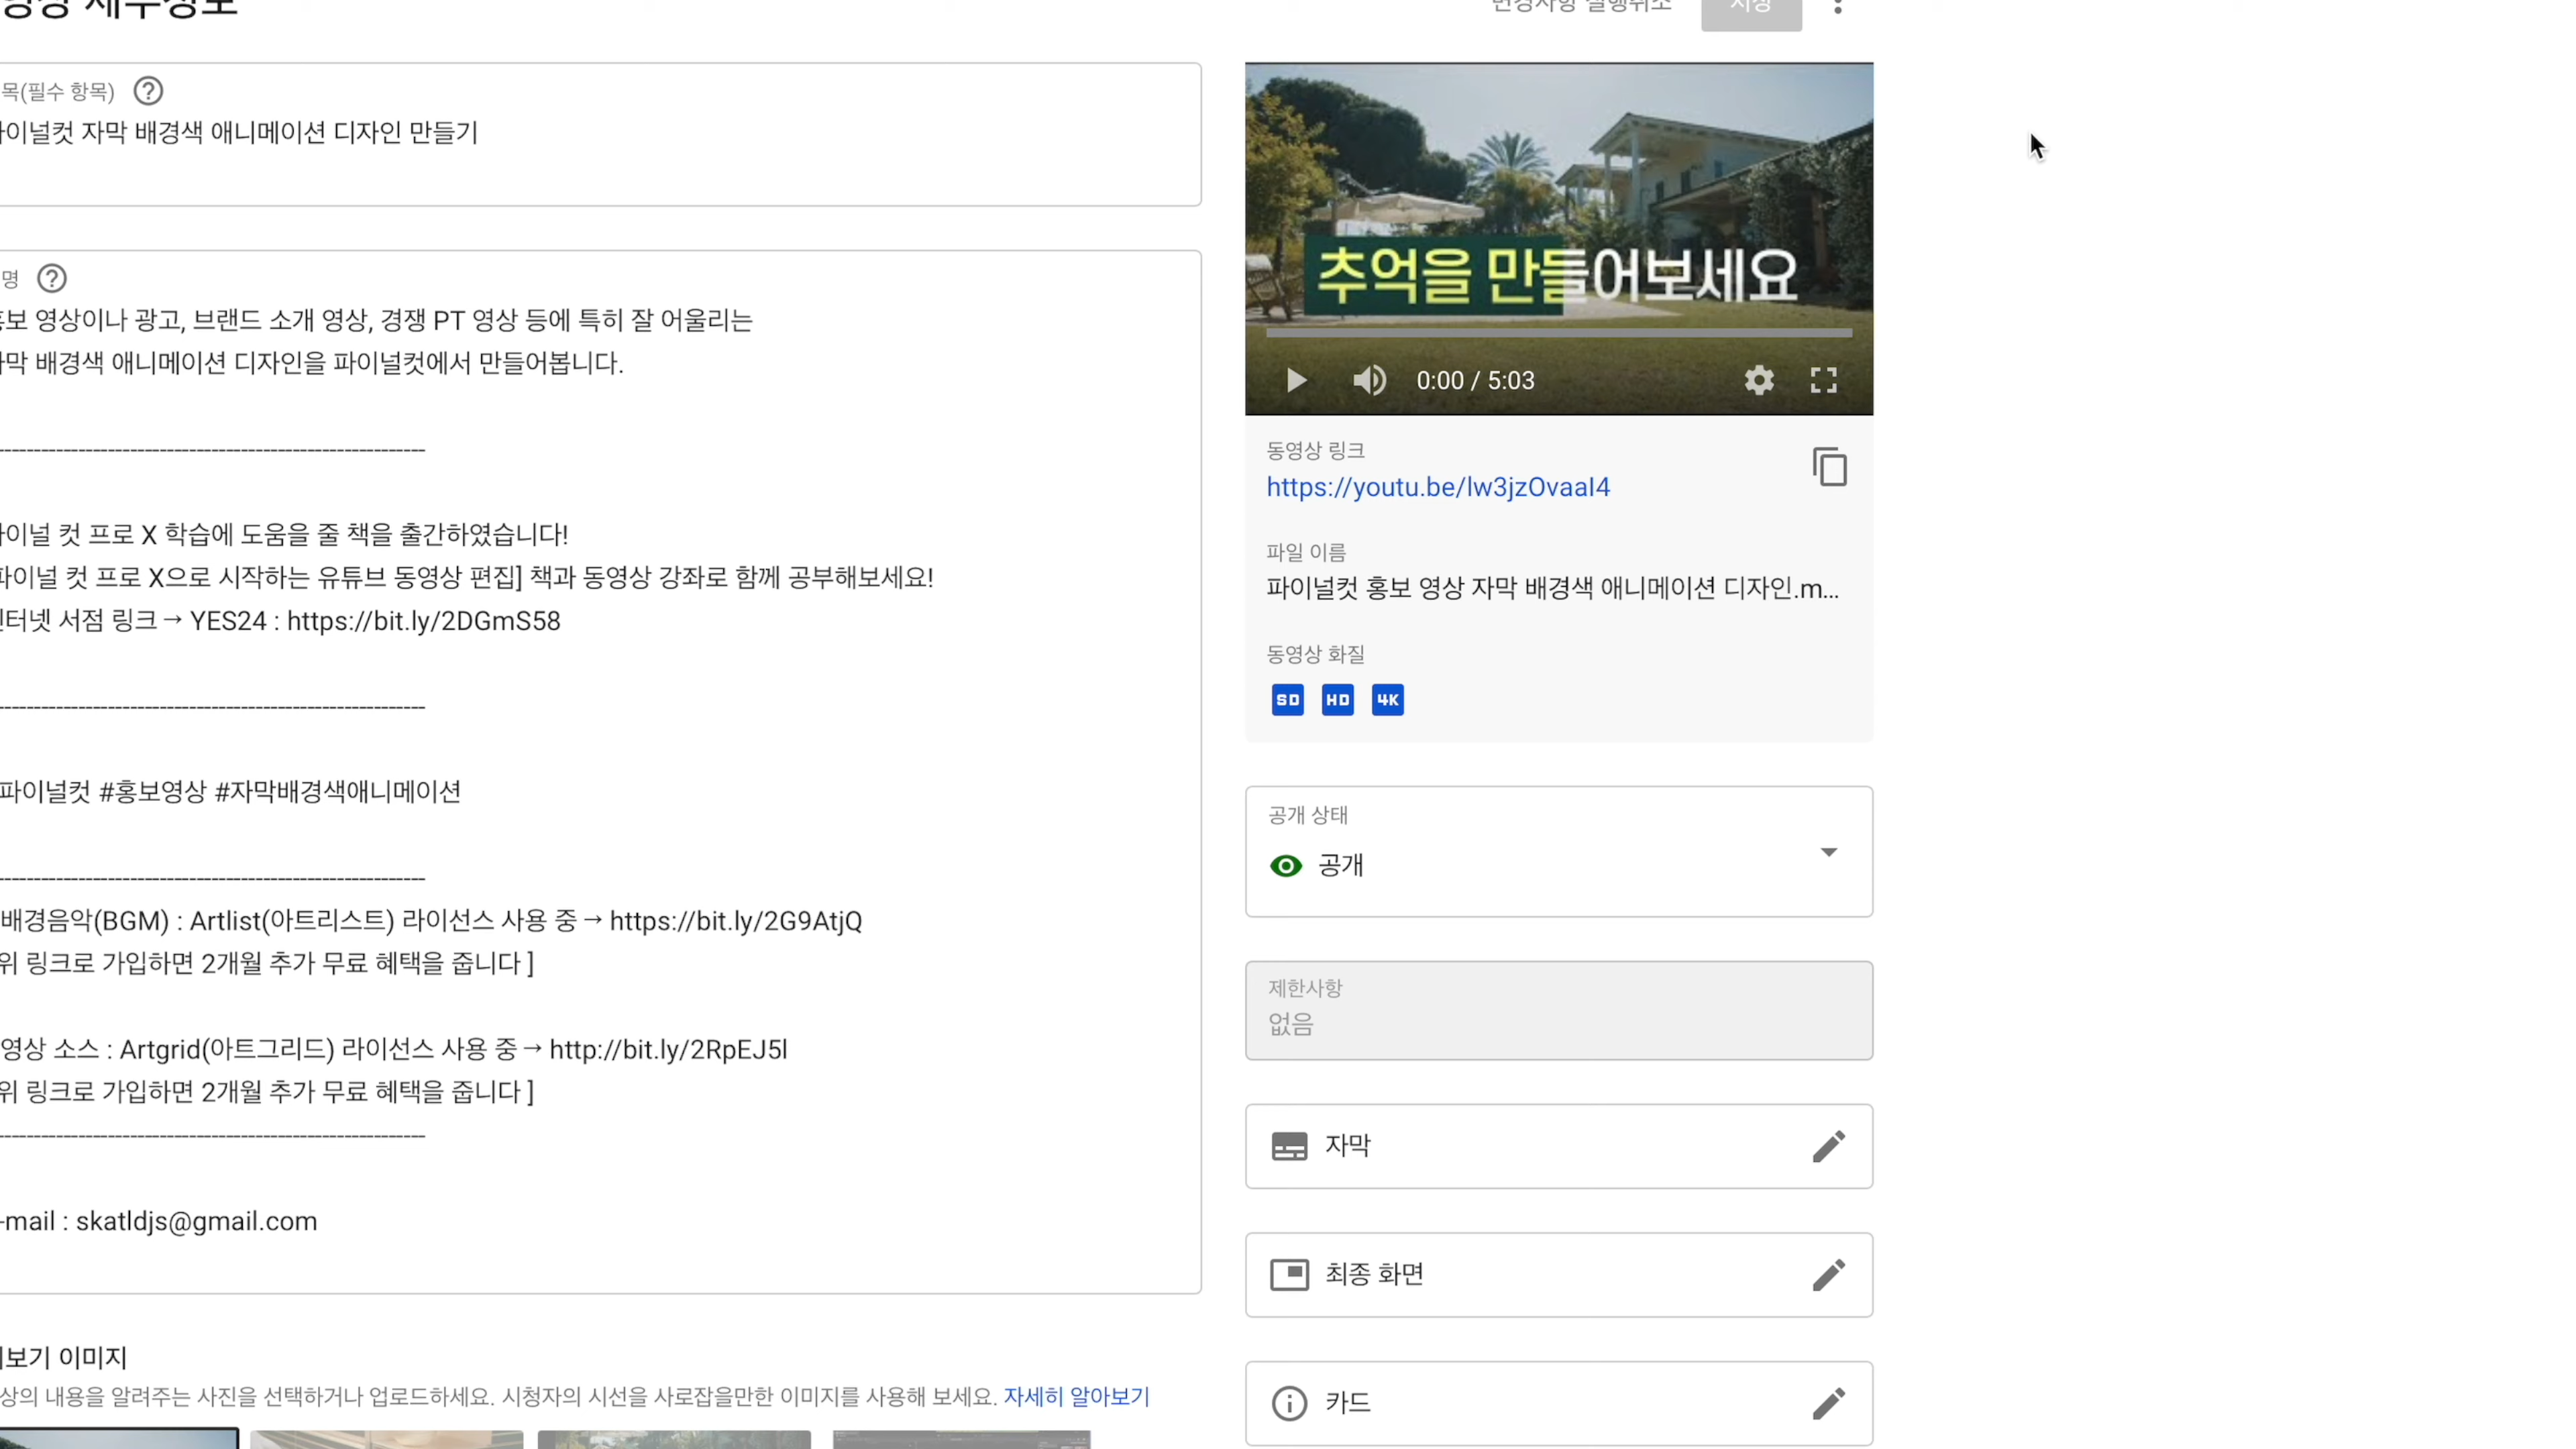 변경사항 실행취소
저장
목(필수 항목)
파이널컷 자막 배경색 애니메이션 디자인 만들기
명
홍보 영상이나 광고, 브랜드 소개 영상, 경쟁 PT 영상 등에 특히 잘 어울리는
자막 배경색 애니메이션 디자인을 파이널컷에서 만들어봅니다.
파이널 컷 프로 X 학습에 도움을 줄 책을 출간하였습니다!
파이널 컷 프로 X으로 시작하는 유튜브 동영상 편집] 책과 동영상 강좌로 함께 공부해보세요!
인터넷 서점 링크 → YES24 : https://bit.ly/2DGmS58
파이널컷 #홍보영상 #자막배경색애니메이션
배경음악(BGM) : Artlist(아트리스트) 라이선스 사용 중 → https://bit.ly/2G9AtjQ
위 링크로 가입하면 2개월 추가 무료 혜택을 줍니다 ]
영상 소스 : Artgrid(아트그리드) 라이선스 사용 중 → http://bit.ly/2RpEJ5l
위 링크로 가입하면 2개월 추가 무료 혜택을 줍니다 ]
-mail : skatldjs@gmail.com
보기 이미지
상의 내용을 알려주는 사진을 선택하거나 업로드하세요. 시청자의 시선을 사로잡을만한 이미지를 사용해 보세요. 자세히 알아보기
추억을 만들어보세요
0:00 / 5:03
동영상 링크
https://youtu.be/lw3jzOvaaI4
파일 이름
파이널컷 홍보 영상 자막 배경색 애니메이션 디자인.m...
동영상 화질
SD HD 4K
공개 상태
공개
제한사항
없음
자막
최종 화면
카드